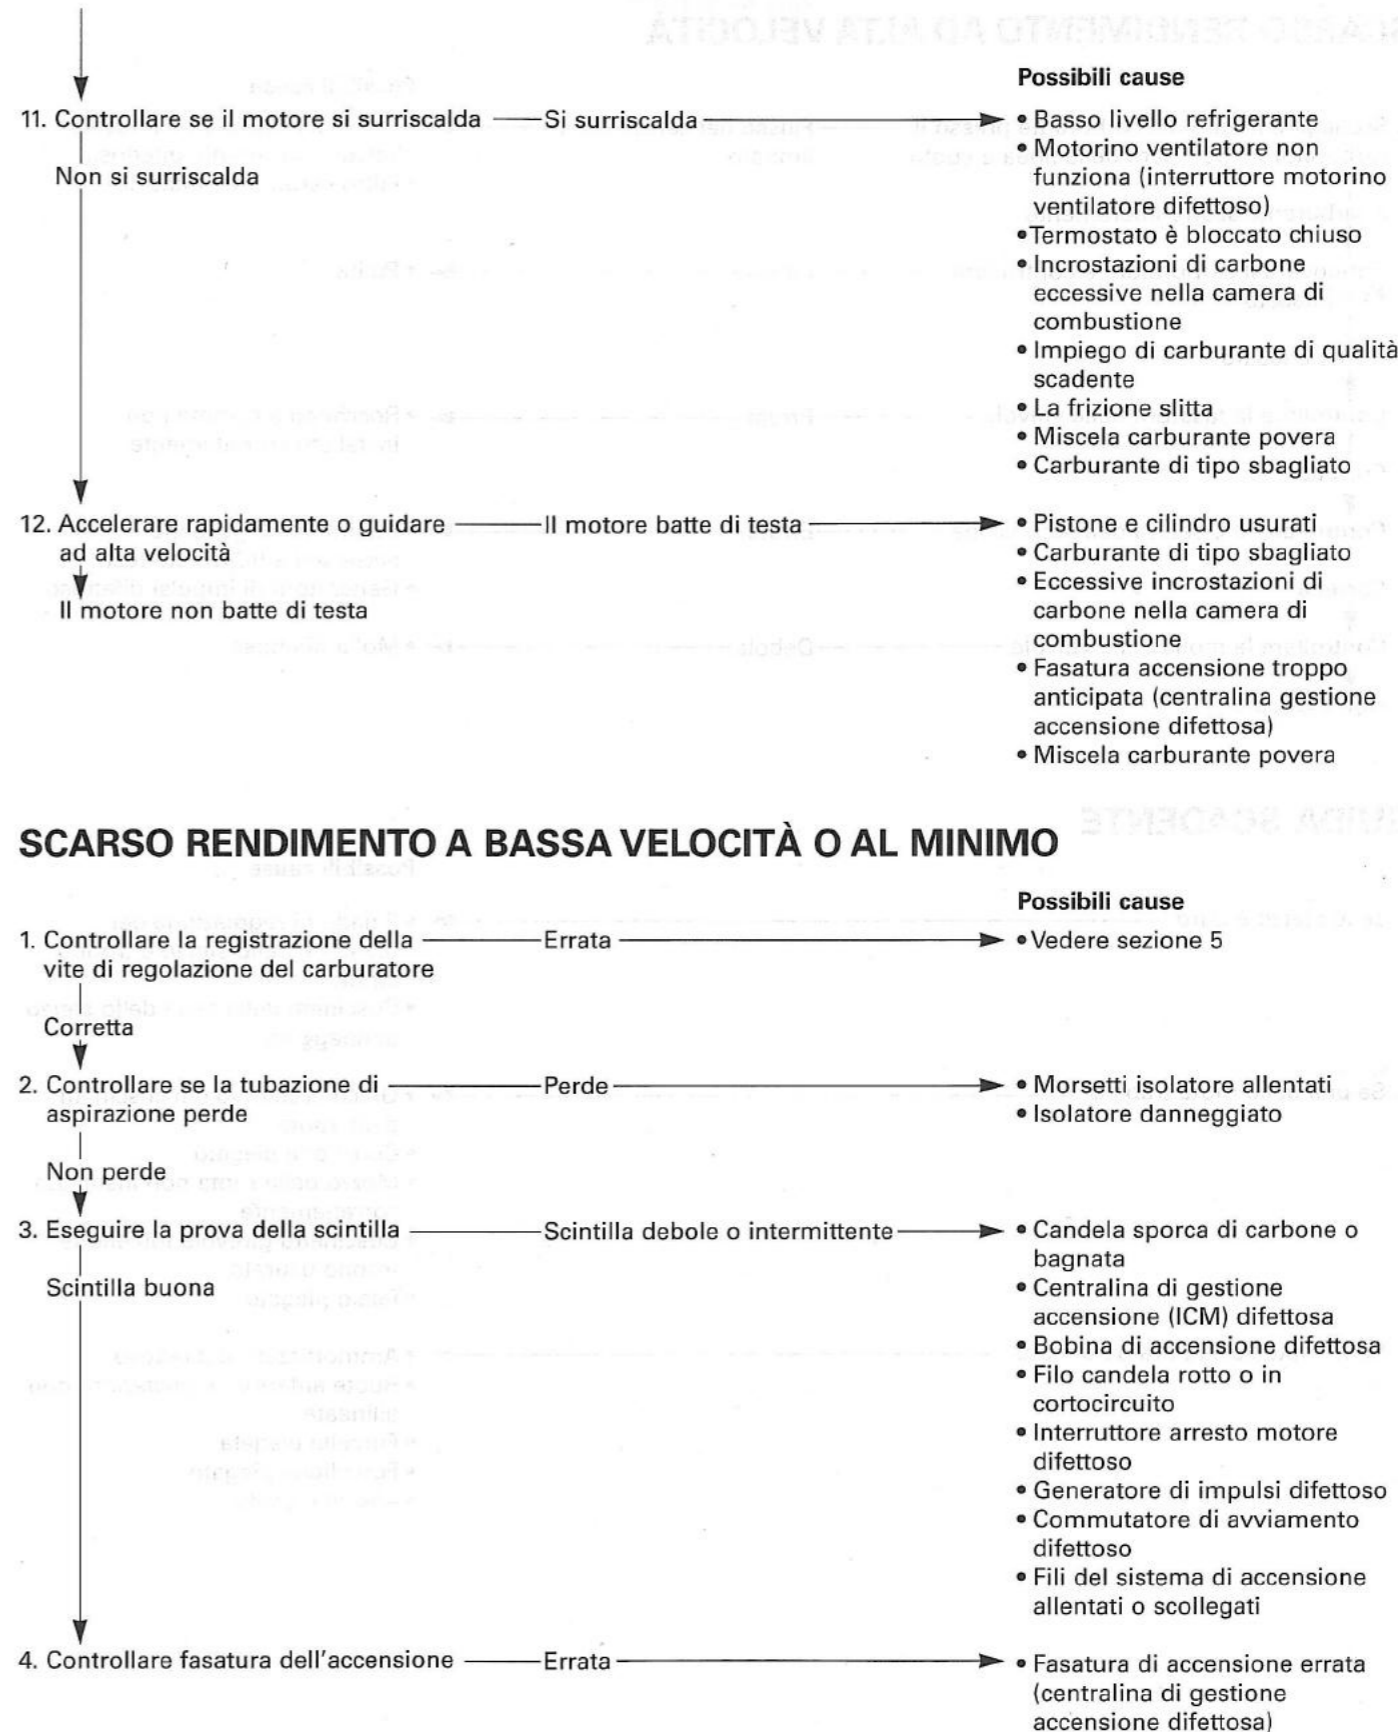 Possibili cause
11. Controllare se il motore si surriscalda
Si surriscalda
• Basso livello refrigerante
• Motorino ventilatore non
funziona (interruttore motorino
ventilatore difettoso)
• Termostato è bloccato chiuso
• Incrostazioni di carbone
eccessive nella camera di
combustione
• Impiego di carburante di qualità
scadente
• La frizione slitta
• Miscela carburante povera
• Carburante di tipo sbagliato
Non si surriscalda
12. Accelerare rapidamente o guidare
ad alta velocità
Il motore batte di testa
• Pistone e cilindro usurati
• Carburante di tipo sbagliato
• Eccessive incrostazioni di
carbone nella camera di
combustione
• Fasatura accensione troppo
anticipata (centralina gestione
accensione difettosa)
• Miscela carburante povera
Il motore non batte di testa
SCARSO RENDIMENTO A BASSA VELOCITÀ O AL MINIMO
Possibili cause
1. Controllare la registrazione della
vite di regolazione del carburatore
Errata
• Vedere sezione 5
Corretta
2. Controllare se la tubazione di
aspirazione perde
Perde
• Morsetti isolatore allentati
• Isolatore danneggiato
Non perde
3. Eseguire la prova della scintilla
Scintilla debole o intermittente
• Candela sporca di carbone o
bagnata
• Centralina di gestione
accensione (ICM) difettosa
• Bobina di accensione difettosa
• Filo candela rotto o in
cortocircuito
• Interruttore arresto motore
difettoso
• Generatore di impulsi difettoso
• Commutatore di avviamento
difettoso
• Fili del sistema di accensione
allentati o scollegati
Scintilla buona
4. Controllare fasatura dell'accensione
Errata
• Fasatura di accensione errata
(centralina di gestione
accensione difettosa)